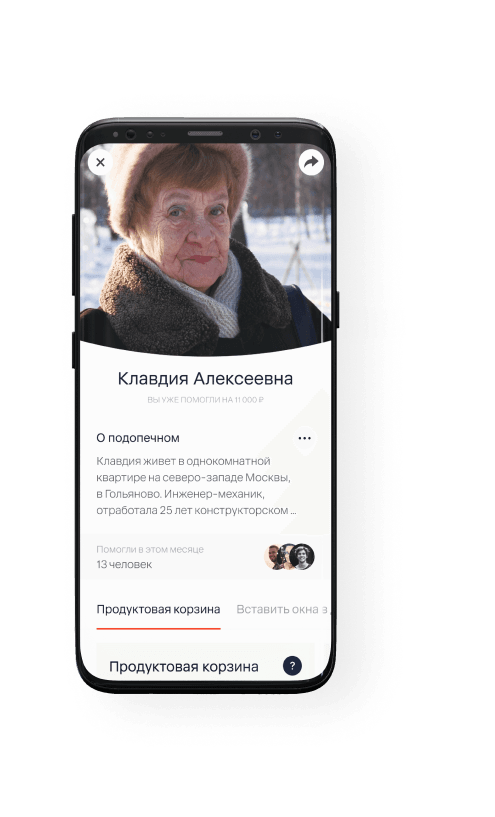 Клавдия Алексеевна
ВЫ УЖЕ ПОМОГЛИ НА 11 000 ₽
О подопечном
Клавдия живет в однокомнатной
квартире на северо-западе Москвы,
в Гольяново. Инженер-механик,
отработала 25 лет конструкторском ...
Помогли в этом месяце
13 человек
Продуктовая корзина Вставить окна в
Продуктовая корзина ?